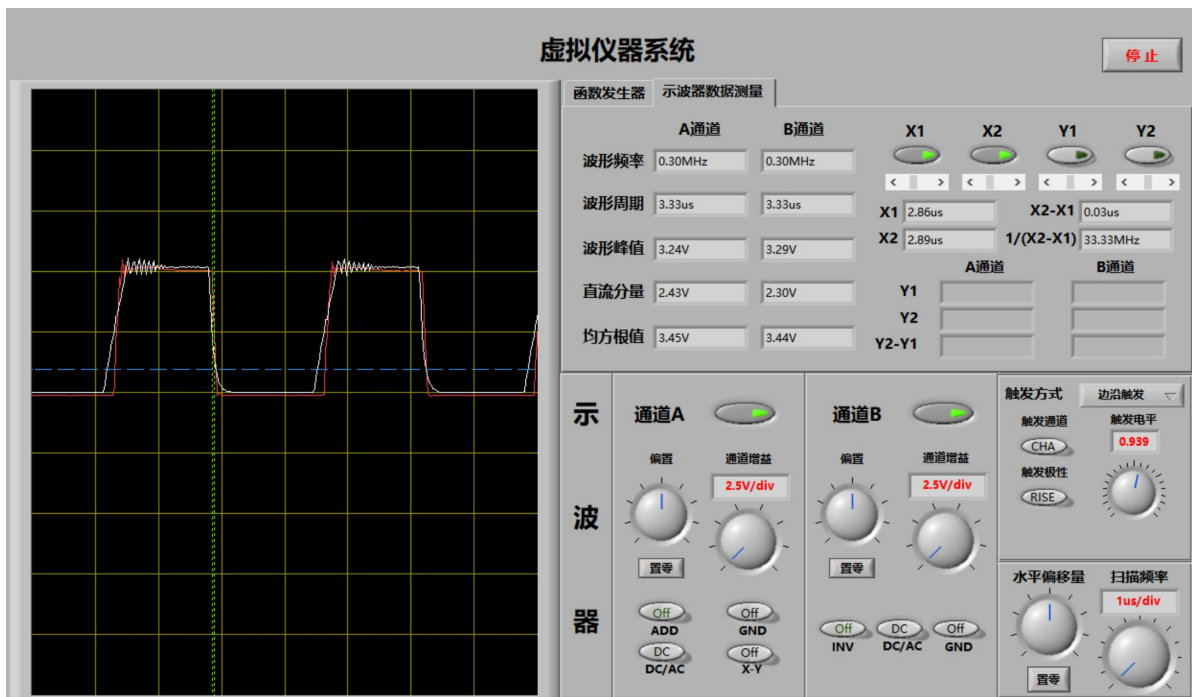 虚拟仪器系统
停止
函数发生器 示波器数据测量
A通道 B通道 X1 X2 Y1 Y2
波形频率 0.30MHz 0.30MHz
波形周期 3.33us 3.33us
X1 2.86us X2-X1 0.03us
波形峰值 3.24V 3.29V
X2 2.89us 1/(X2-X1) 33.33MHz
A通道 B通道
直流分量 2.43V 2.30V
Y1
Y2
均方根值 3.45V 3.44V
Y2-Y1
示波器
通道A
偏置 通道增益
2.5V/div
置零
Off Off
ADD GND
DC Off
DC/AC X-Y
通道B
偏置 通道增益
2.5V/div
置零
Off DC Off
INV DC/AC GND
触发方式 边沿触发
触发通道 触发电平
CHA 0.939
触发极性
RISE
水平偏移量 扫描频率
1us/div
置零